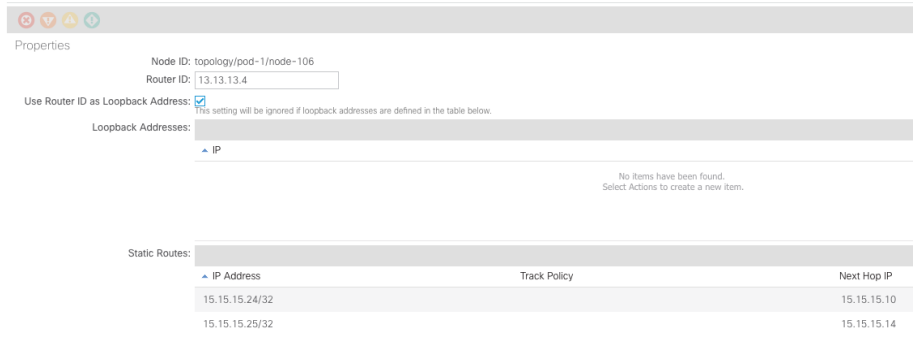 Properties
Node ID: topology/pod-1/node-106
Router ID: 13.13.13.4
Use Router ID as Loopback Address:
This setting will be ignored if loopback addresses are defined in the table below.
Loopback Addresses:
IP
No items have been found.
Select Actions to create a new item.
Static Routes:
IP Address Track Policy Next Hop IP
15.15.15.24/32 15.15.15.10
15.15.15.25/32 15.15.15.14